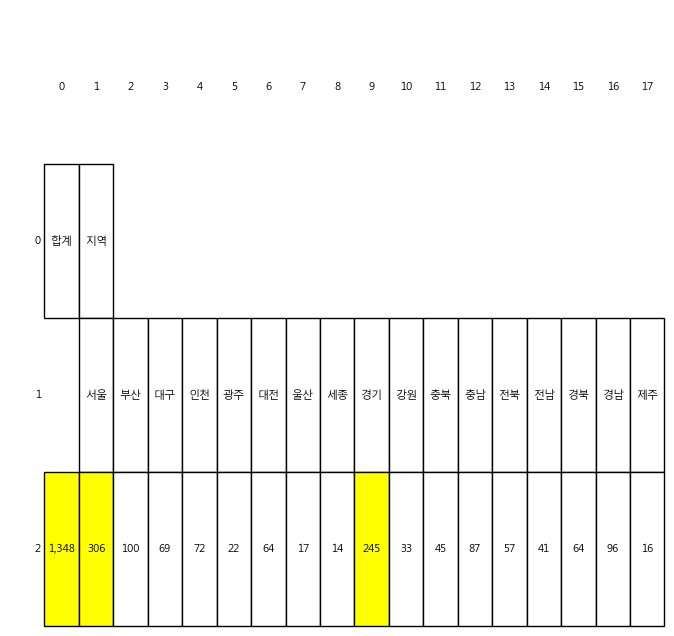 0 1 2 3 4 5 6 7 8 9 10 11 12 13 14 15 16 17
0 합계 지역
1 서울 부산 대구 인천 광주 대전 울산 세종 경기 강원 충북 충남 전북 전남 경북 경남 제주
2 1,348 306 100 69 72 22 64 17 14 245 33 45 87 57 41 64 96 16